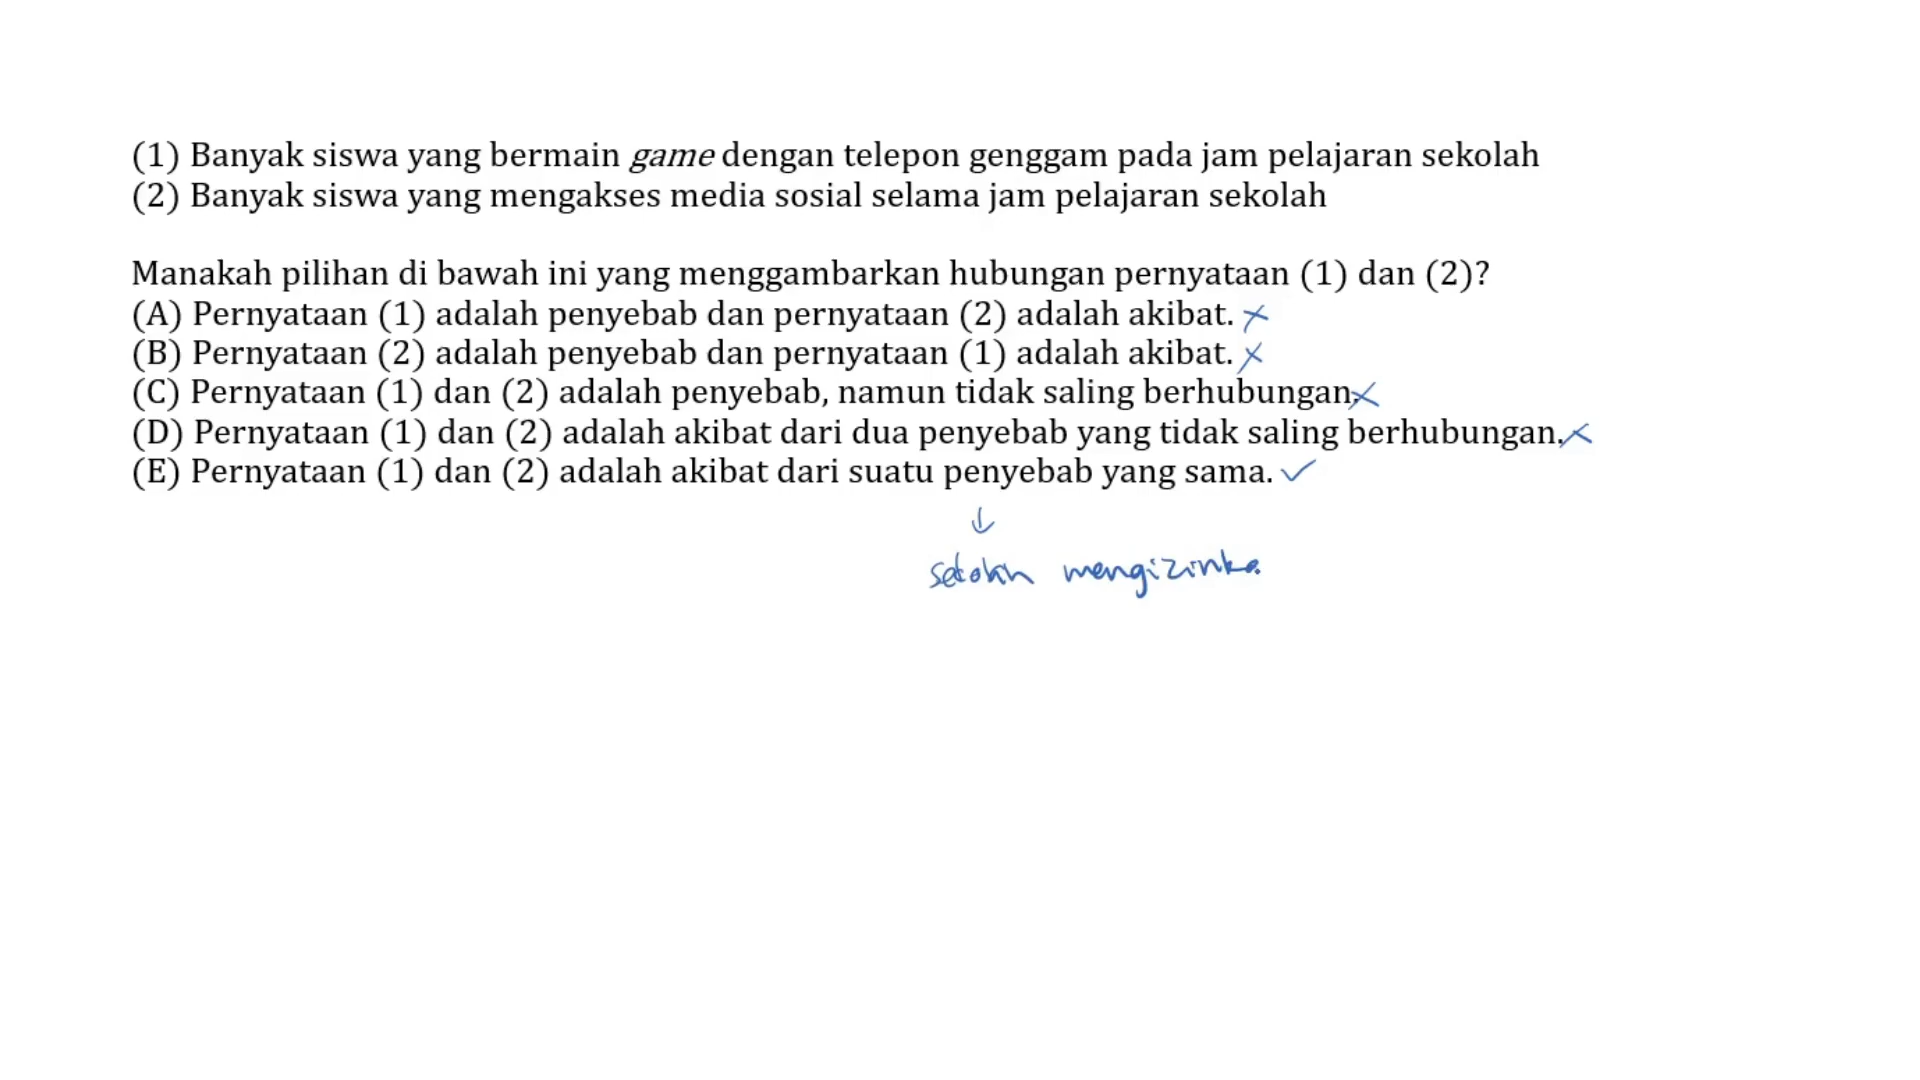 (1) Banyak siswa yang bermain game dengan telepon genggam pada jam pelajaran sekolah
(2) Banyak siswa yang mengakses media sosial selama jam pelajaran sekolah
Manakah pilihan di bawah ini yang menggambarkan hubungan pernyataan (1) dan (2)?
(A) Pernyataan (1) adalah penyebab dan pernyataan (2) adalah akibat.
(B) Pernyataan (2) adalah penyebab dan pernyataan (1) adalah akibat.
(C) Pernyataan (1) dan (2) adalah penyebab, namun tidak saling berhubungan.
(D) Pernyataan (1) dan (2) adalah akibat dari dua penyebab yang tidak saling berhubungan.
(E) Pernyataan (1) dan (2) adalah akibat dari suatu penyebab yang sama. ✓
↓